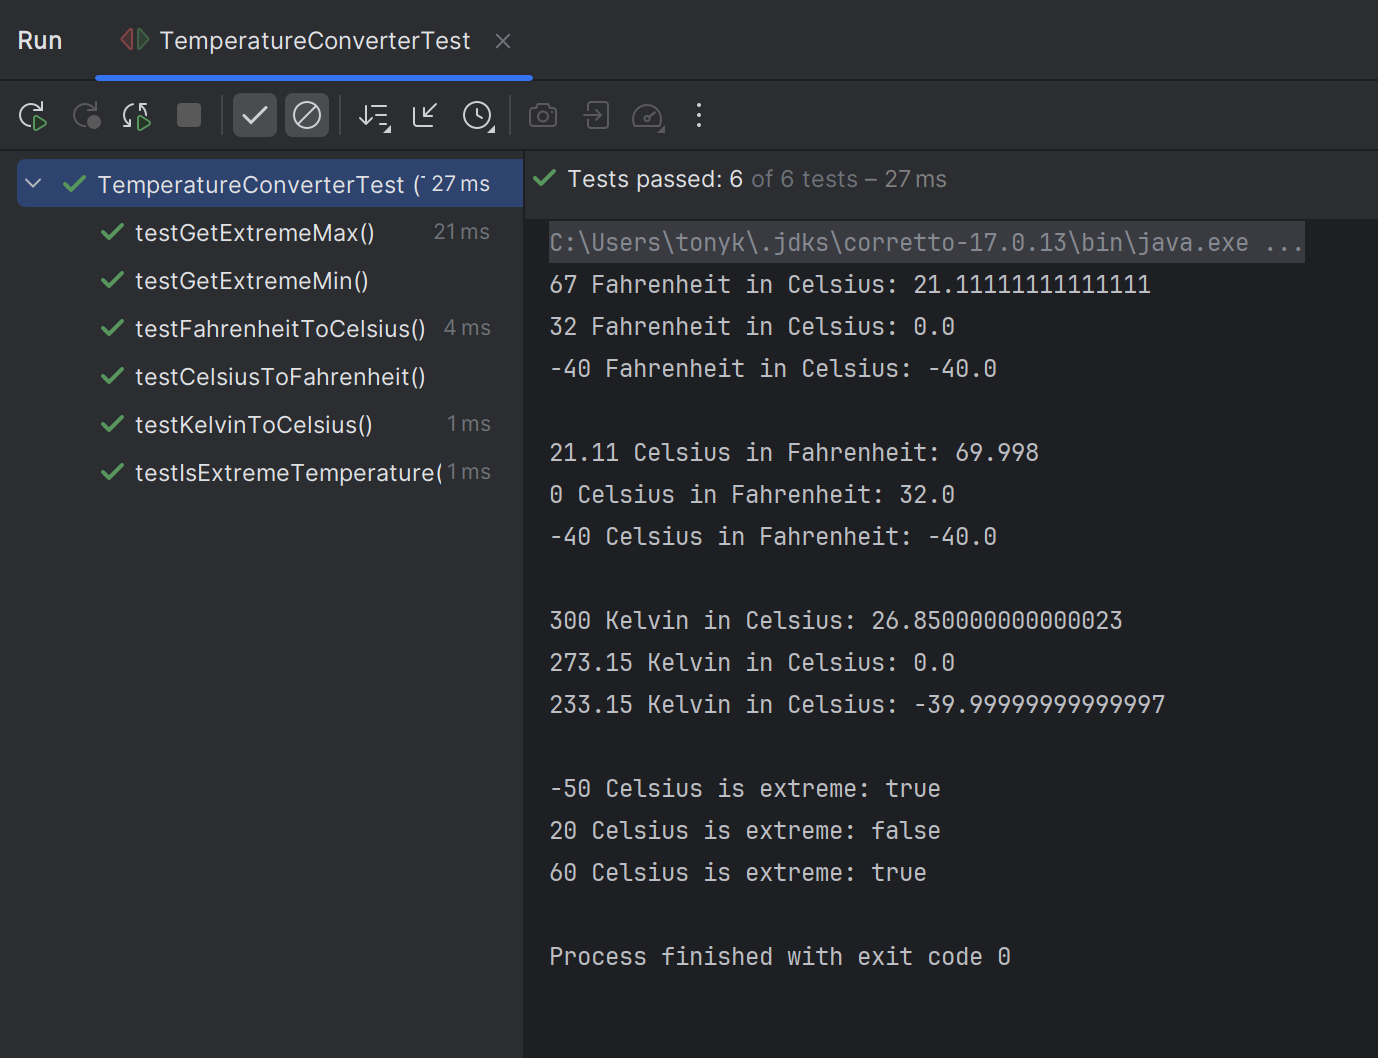 Run TemperatureConverterTest
TemperatureConverterTest ( 27 ms
testGetExtremeMax() 21 ms
testGetExtremeMin()
testFahrenheitToCelsius() 4 ms
testCelsiusToFahrenheit()
testKelvinToCelsius() 1 ms
testIsExtremeTemperature( 1 ms
Tests passed: 6 of 6 tests – 27 ms
C:\Users\tonyk\.jdks\corretto-17.0.13\bin\java.exe ...
67 Fahrenheit in Celsius: 21.11111111111111
32 Fahrenheit in Celsius: 0.0
-40 Fahrenheit in Celsius: -40.0
21.11 Celsius in Fahrenheit: 69.998
0 Celsius in Fahrenheit: 32.0
-40 Celsius in Fahrenheit: -40.0
300 Kelvin in Celsius: 26.850000000000023
273.15 Kelvin in Celsius: 0.0
233.15 Kelvin in Celsius: -39.99999999999997
-50 Celsius is extreme: true
20 Celsius is extreme: false
60 Celsius is extreme: true
Process finished with exit code 0